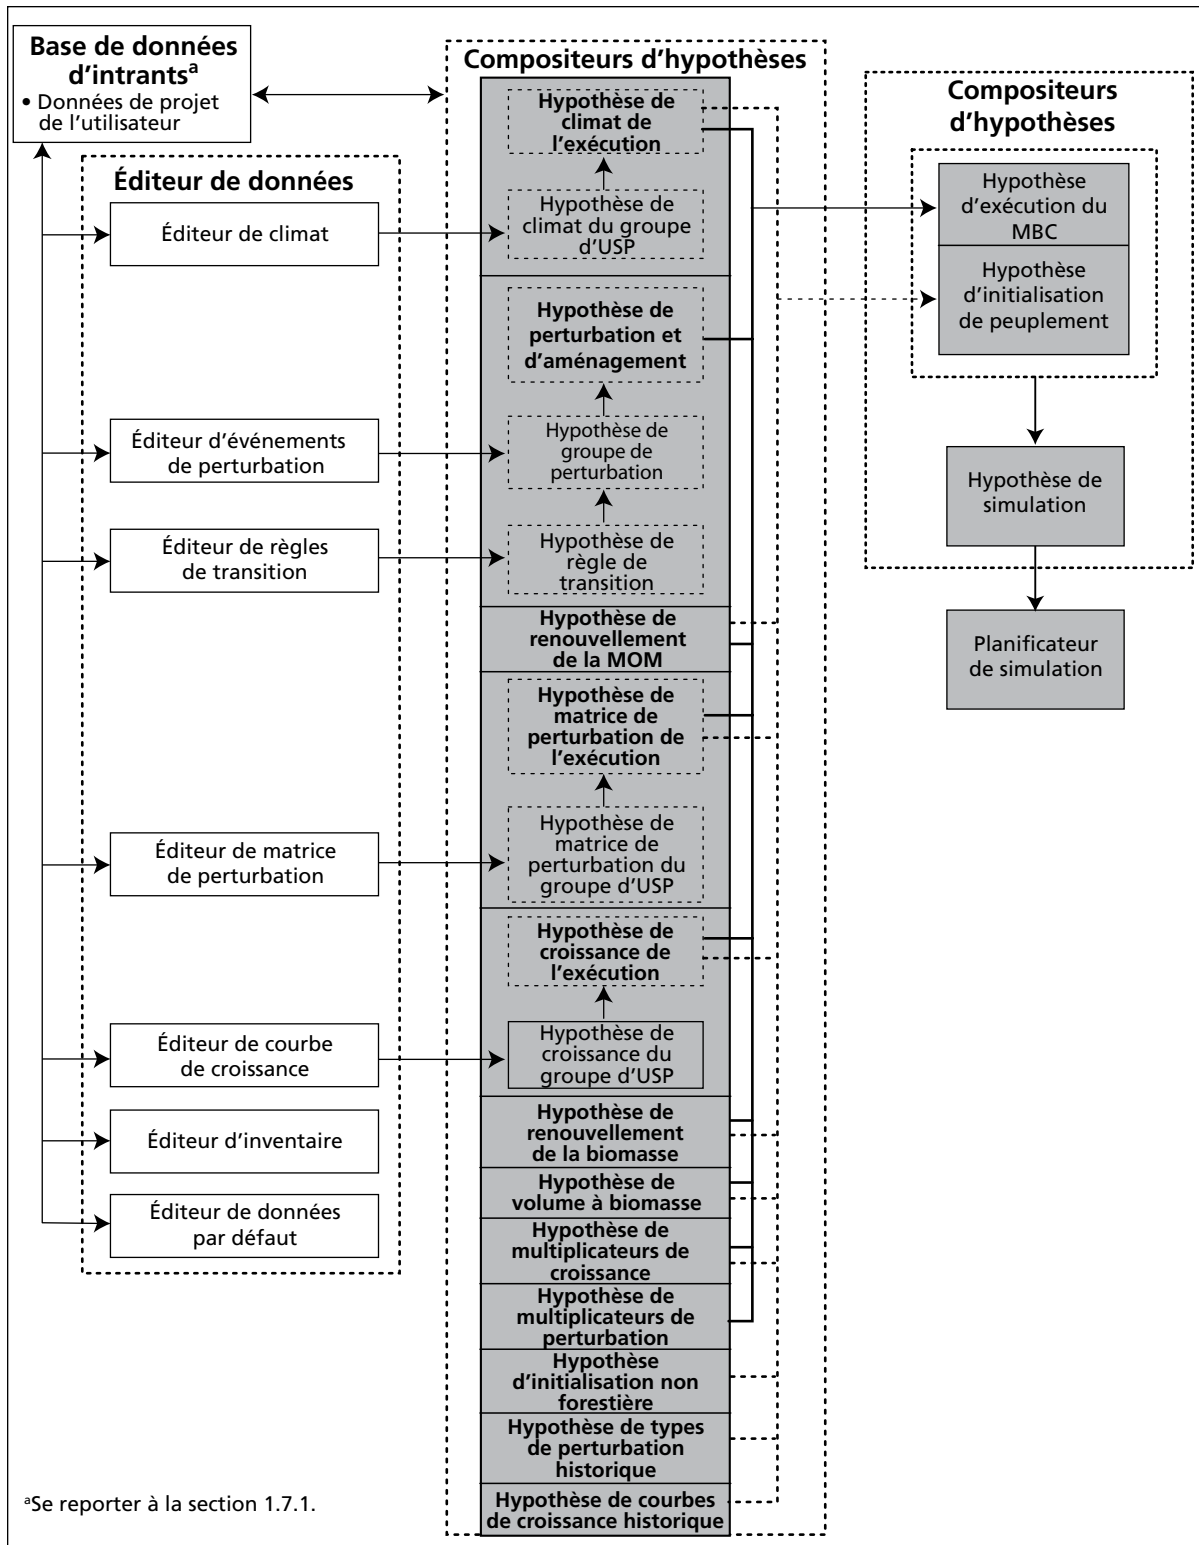 Base de données
d'intrantsᵃ
• Données de projet
de l'utilisateur
Éditeur de données
Éditeur de climat
Éditeur d'événements
de perturbation
Éditeur de règles
de transition
Éditeur de matrice
de perturbation
Éditeur de courbe
de croissance
Éditeur d'inventaire
Éditeur de données
par défaut
Compositeurs d'hypothèses
Hypothèse de
climat de
l'exécution
Hypothèse de
climat du groupe
d'USP
Hypothèse de
perturbation et
d'aménagement
Hypothèse de
groupe de
perturbation
Hypothèse de
règle de
transition
Hypothèse de
renouvellement
de la MOM
Hypothèse de
matrice de
perturbation de
l'exécution
Hypothèse de
matrice de
perturbation du
groupe d'USP
Hypothèse de
croissance de
l'exécution
Hypothèse de
croissance du
groupe d'USP
Hypothèse de
renouvellement
de la biomasse
Hypothèse de
volume à biomasse
Hypothèse de
multiplicateurs de
croissance
Hypothèse de
multiplicateurs de
perturbation
Hypothèse
d'initialisation non
forestière
Hypothèse de types
de perturbation
historique
Hypothèse de courbes
de croissance historique
Compositeurs
d'hypothèses
Hypothèse
d'exécution du
MBC
Hypothèse
d'initialisation
de peuplement
Hypothèse de
simulation
Planificateur
de simulation
ᵃSe reporter à la section 1.7.1.